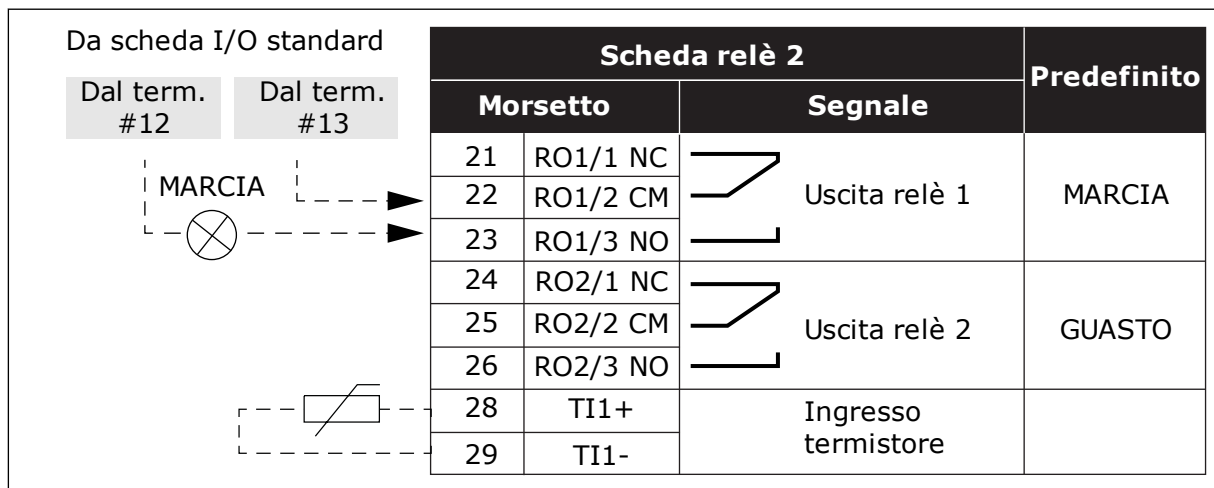 Da scheda I/O standard
Dal term.
#12
Dal term.
#13
MARCIA
Scheda relè 2
Predefinito
Morsetto
Segnale
21 RO1/1 NC
22 RO1/2 CM
Uscita relè 1
MARCIA
23 RO1/3 NO
24 RO2/1 NC
25 RO2/2 CM
Uscita relè 2
GUASTO
26 RO2/3 NO
28 TI1+
Ingresso
termistore
29 TI1-